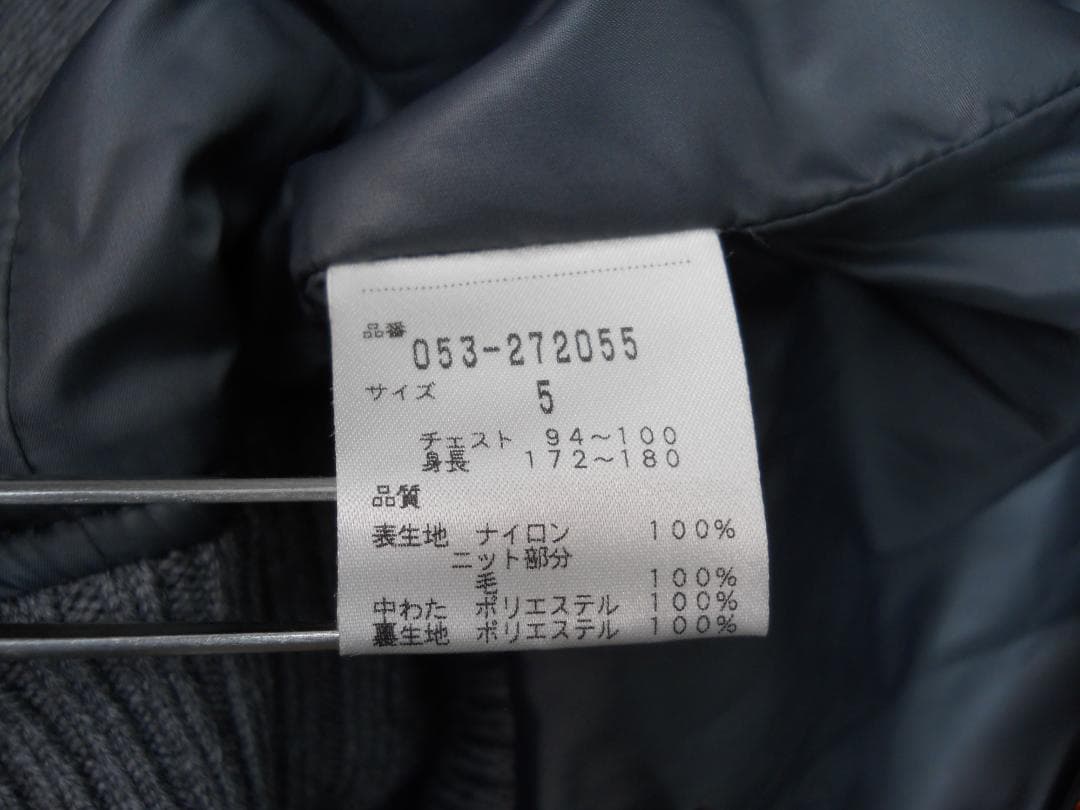 品番
053-272055
サイズ 5
チェスト 94～100
身長 172～180
品質
表生地 ナイロン 100%
ニット部分
毛 100%
中わた ポリエステル 100%
裏生地 ポリエステル 100%